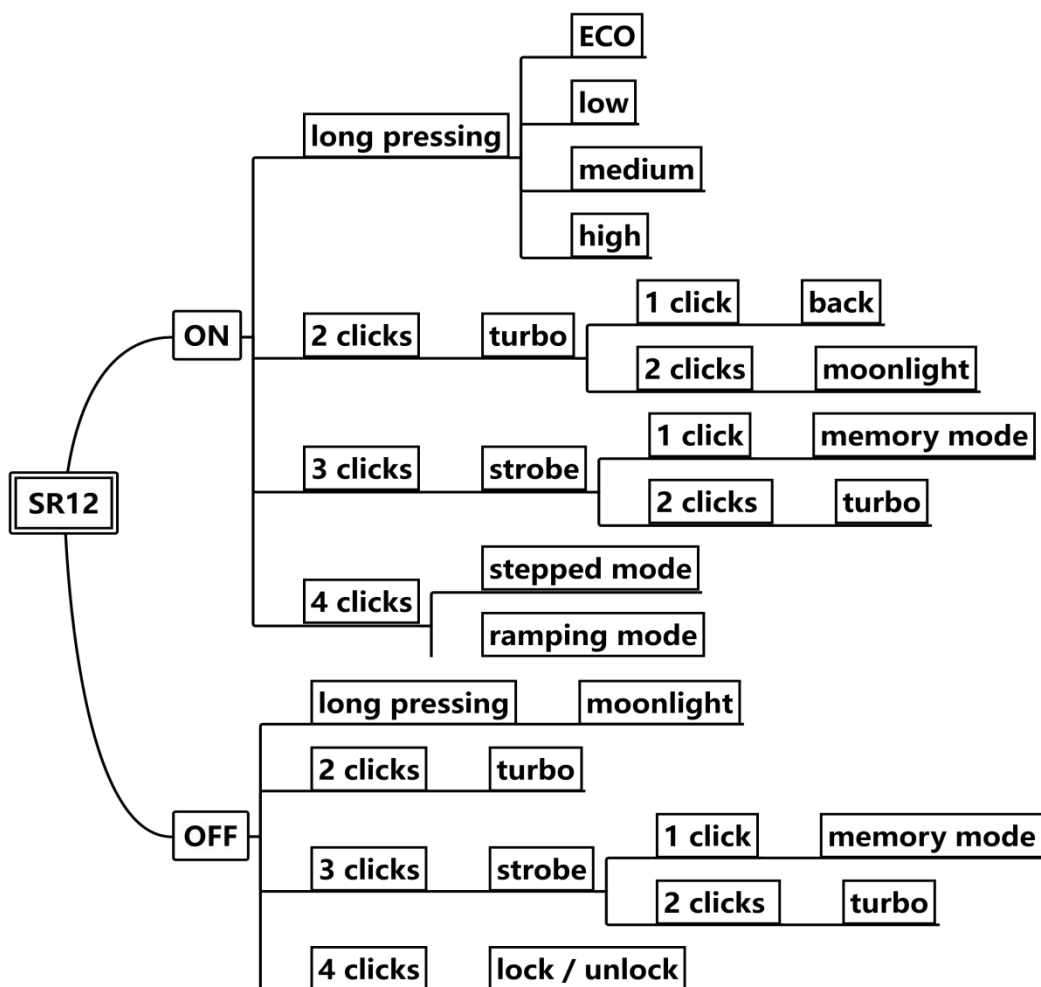 ECO
low
long pressing
medium
high
1 click back
ON 2 clicks turbo
2 clicks moonlight
1 click memory mode
3 clicks strobe
2 clicks turbo
SR12
stepped mode
4 clicks
ramping mode
long pressing moonlight
2 clicks turbo
OFF
1 click memory mode
3 clicks strobe
2 clicks turbo
4 clicks lock / unlock